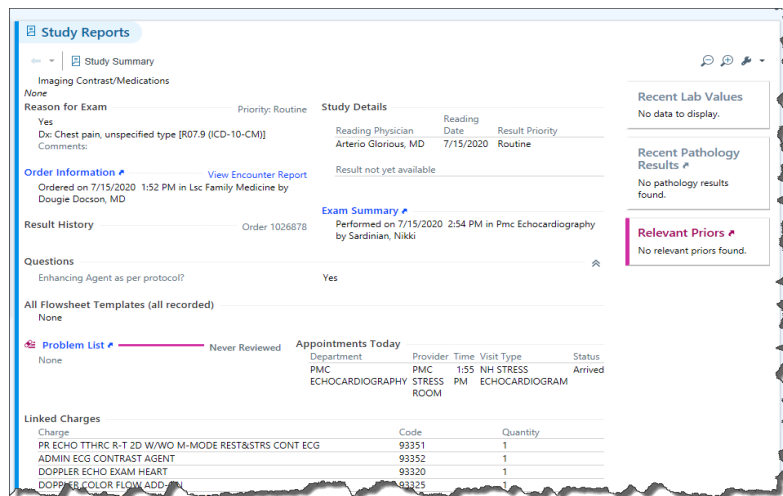 Study Reports
Study Summary
Imaging Contrast/Medications
None
Reason for Exam Priority: Routine
Yes
Dx: Chest pain, unspecified type [R07.9 (ICD-10-CM)]
Comments:
Order Information View Encounter Report
Ordered on 7/15/2020 1:52 PM in Lsc Family Medicine by
Dougie Docson, MD
Result History Order 1026878
Study Details
Reading Physician Reading Date Result Priority
Arterio Glorious, MD 7/15/2020 Routine
Result not yet available
Exam Summary
Performed on 7/15/2020 2:54 PM in Pmc Echocardiography
by Sardinian, Nikki
Questions
Enhancing Agent as per protocol? Yes
All Flowsheet Templates (all recorded)
None
Problem List Never Reviewed
None
Appointments Today
Department Provider Time Visit Type Status
PMC PMC 1:55 NH STRESS Arrived
ECHOCARDIOGRAPHY STRESS PM ECHOCARDIOGRAM
ROOM
Linked Charges
Charge Code Quantity
PR ECHO TTHRC R-T 2D W/WO M-MODE REST&STRS CONT ECG 93351 1
ADMIN ECG CONTRAST AGENT 93352 1
DOPPLER ECHO EXAM HEART 93320 1
DOPPLER COLOR FLOW ADD-ON 93325
Recent Lab Values
No data to display.
Recent Pathology
Results
No pathology results
found.
Relevant Priors
No relevant priors found.